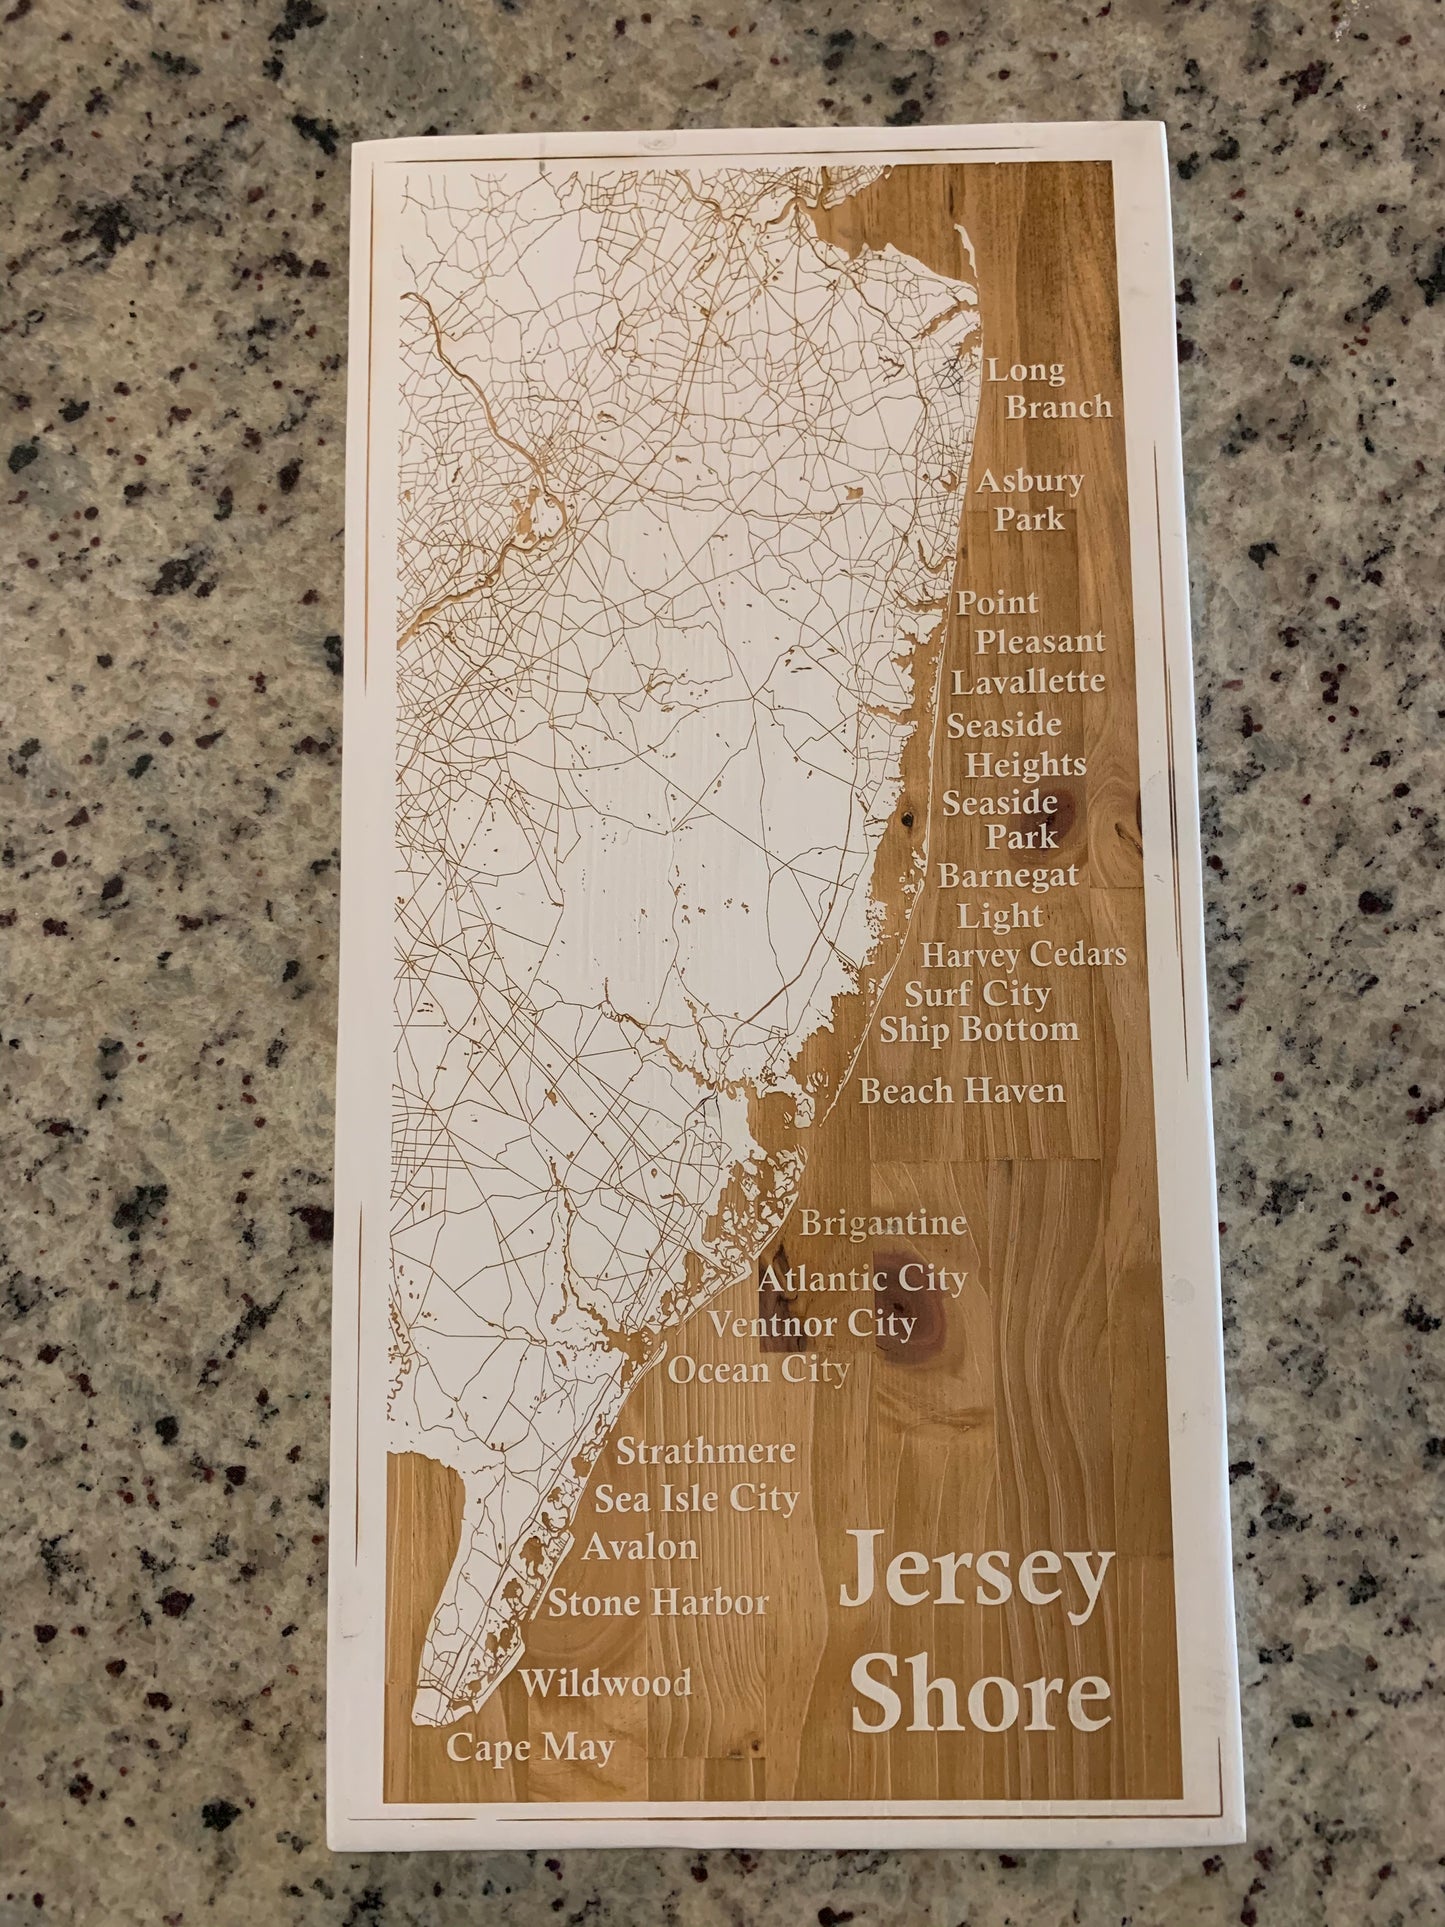 Long
Branch
Asbury
Park
Point
Pleasant
Lavallette
Seaside
Heights
Seaside
Park
Barnegat
Light
Harvey Cedars
Surf City
Ship Bottom
Beach Haven
Brigantine
Atlantic City
Ventnor City
Ocean City
Strathmere
Sea Isle City
Avalon
Stone Harbor
Wildwood
Cape May
Jersey
Shore